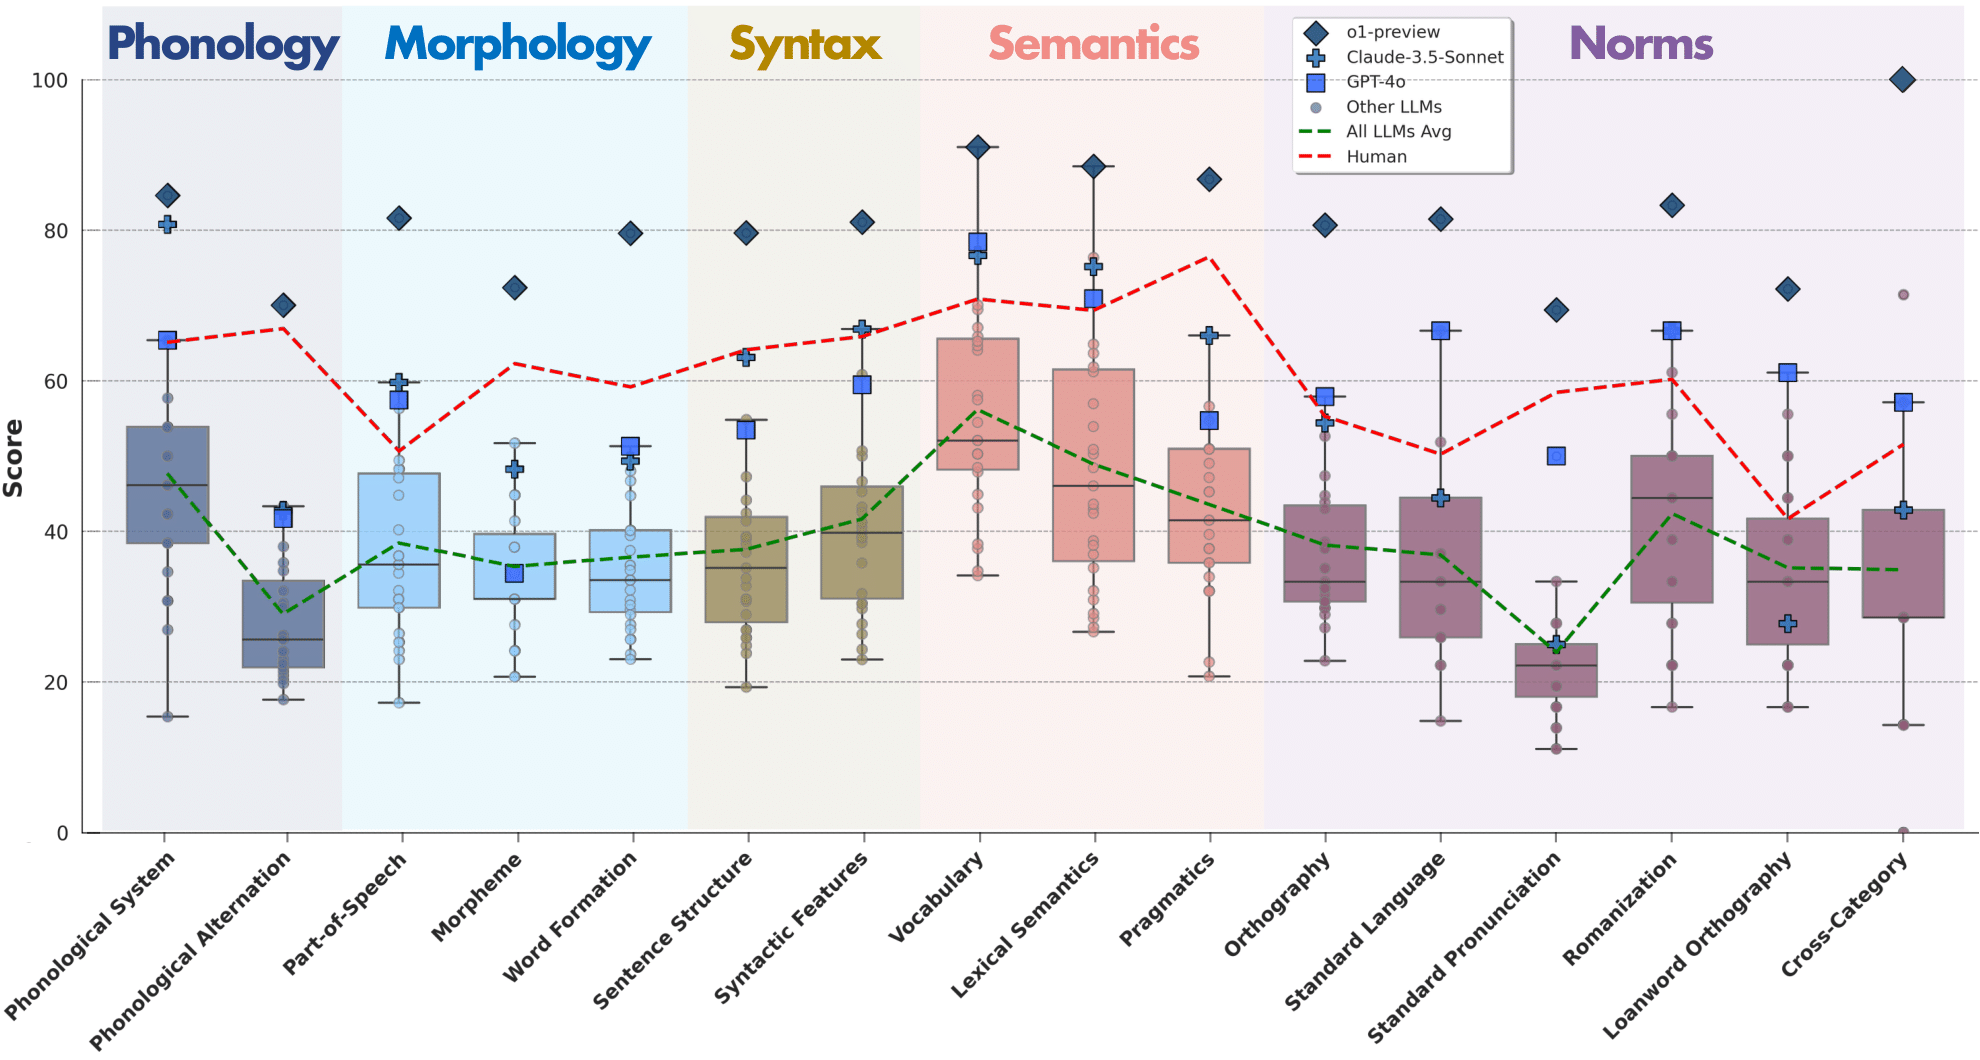 Phonology Morphology Syntax Semantics Norms
o1-preview
Claude-3.5-Sonnet
GPT-4o
Other LLMs
All LLMs Avg
Human
Score
100
80
60
40
20
0
Phonological System
Phonological Alternation
Part-of-Speech
Morpheme
Word Formation
Sentence Structure
Syntactic Features
Vocabulary
Lexical Semantics
Pragmatics
Orthography
Standard Language
Standard Pronunciation
Romanization
Loanword Orthography
Cross-Category